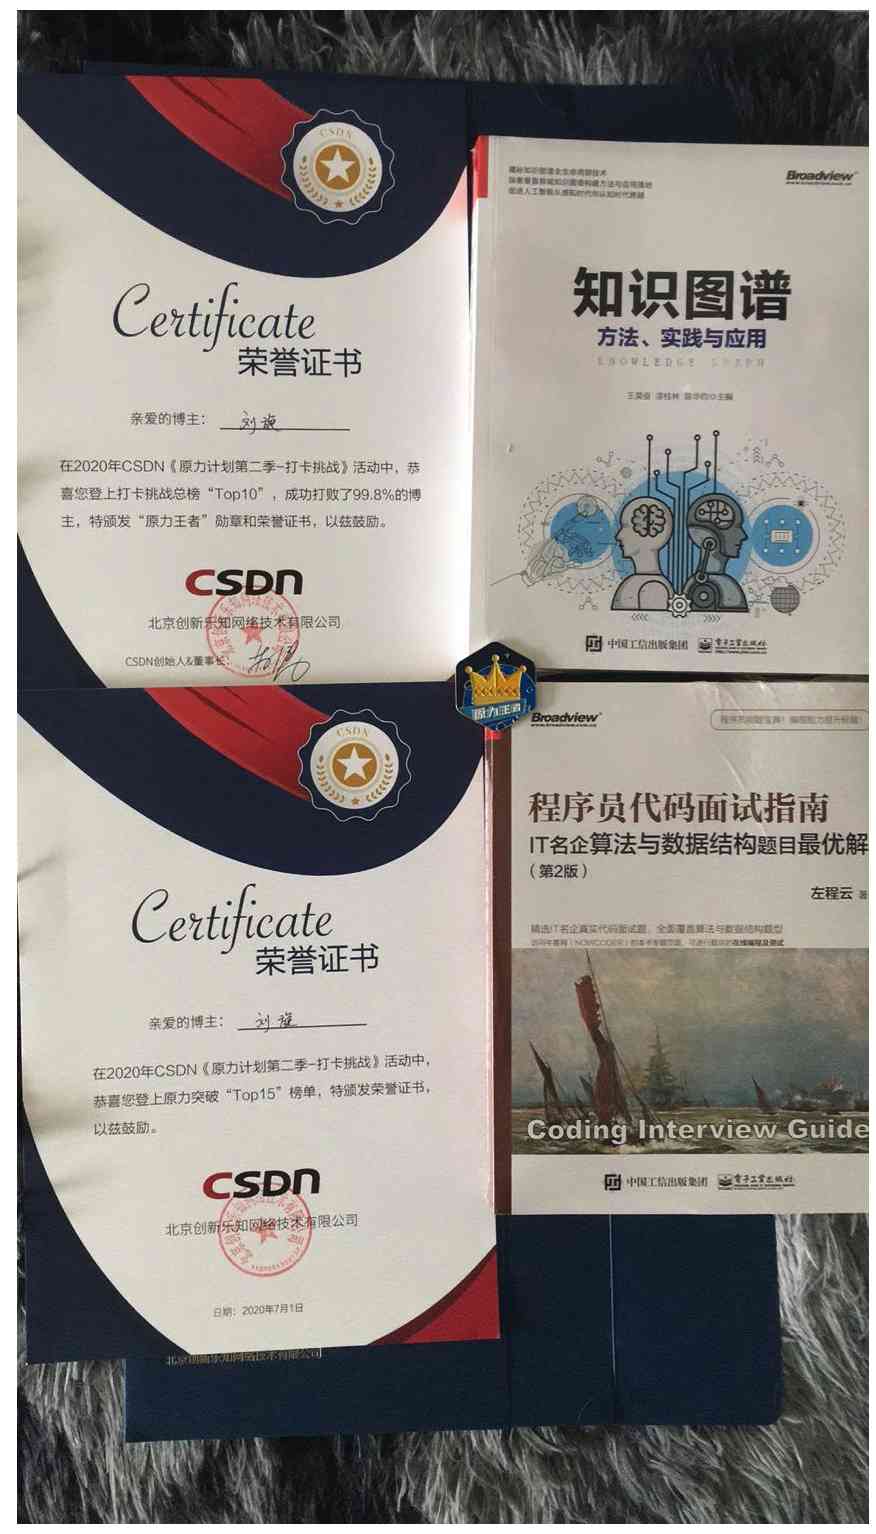 CSDN
Certificate
荣誉证书
亲爱的博主：刘旋
在2020年CSDN《原力计划第二季-打卡挑战》活动中，恭
喜您登上打卡挑战总榜“Top10”，成功打败了99.8%的博
主，特颁发“原力王者”勋章和荣誉证书，以兹鼓励。
CSDN
北京创新乐知网络技术有限公司
CSDN创始人&董事长：
Broadview
www.broadview.com.cn
知识图谱
方法、实践与应用
KNOWLEDGE GRAPH
中国工信出版集团
电子工业出版社
原力王者
CSDN
Certificate
荣誉证书
亲爱的博主：刘旋
在2020年CSDN《原力计划第二季-打卡挑战》活动中，
恭喜您登上原力突破“Top15”榜单，特颁发荣誉证书，
以兹鼓励。
CSDN
北京创新乐知网络技术有限公司
日期：2020年7月1日
北京创新乐知网络技术有限公司
Broadview
www.broadview.com.cn
程序员代码面试指南
IT名企算法与数据结构题目最优解
（第2版）
左程云 著
精选IT名企真实代码面试题，全面覆盖算法与数据结构题型
Coding Interview Guide
中国工信出版集团
电子工业出版社